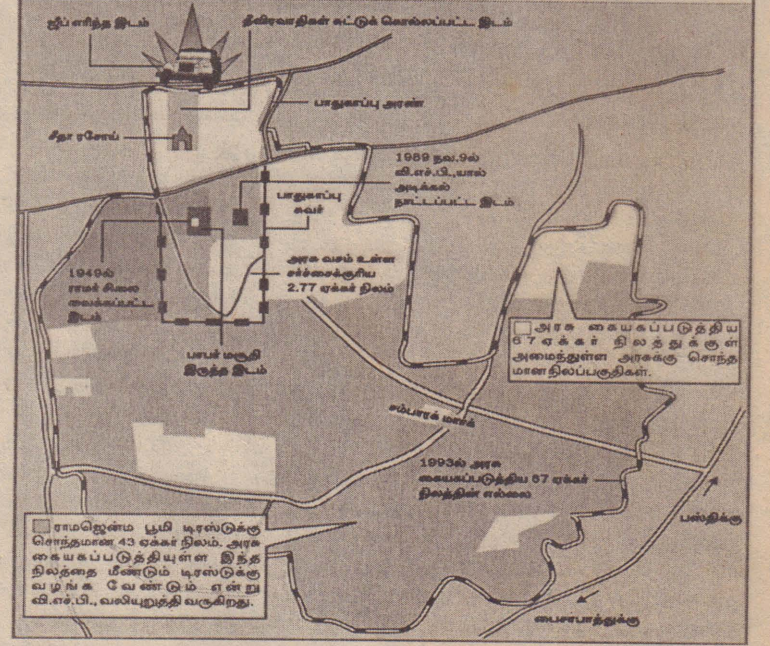 ஜீப் எரிந்த இடம்
தீவிரவாதிகள் சுட்டுக் கொல்லப்பட்ட இடம்
பாதுகாப்பு அரண்
சீதா ரசோய்
1989 நவ.9ல்
வி.எச்.பி.,யால்
அடிக்கல்
நாட்டப்பட்ட இடம்
பாதுகாப்பு
சுவர்
அரசு வசம் உள்ள
சர்ச்சைக்குரிய
2.77 ஏக்கர் நிலம்
1949ல்
ராமர் சிலை
வைக்கப்பட்ட
இடம்
பாபர் மசூதி
இருந்த இடம்
அரசு கையகப்படுத்திய
67 ஏக்கர் நிலத்துக்குள்
அமைந்துள்ள அரசுக்கு சொந்த
மான நிலப்பகுதிகள்.
சம்பாரக் மார்க்
1993ல் அரசு
கையகப்படுத்திய 67 ஏக்கர்
நிலத்தின் எல்லை
பஸ்திக்கு
ராமஜென்ம பூமி டிரஸ்டுக்கு
சொந்தமான 43 ஏக்கர் நிலம். அரசு
கையகப்படுத்தியுள்ள இந்த
நிலத்தை மீண்டும் டிரஸ்டுக்கு
வழங்க வேண்டும் என்று
வி.எச்.பி., வலியுறுத்தி வருகிறது.
பைசாபாத்துக்கு